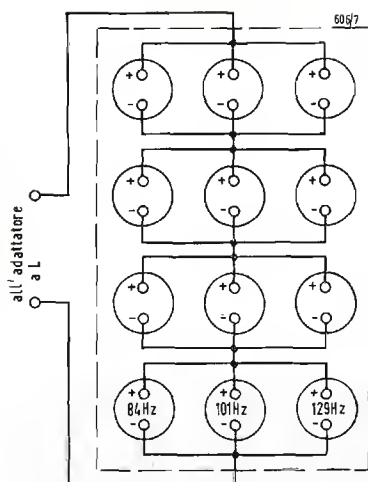 606/7
+ + +
- - -
+ + +
- - -
all'adattatore
a L
+ + +
- - -
+ + +
84Hz 101Hz 129Hz
- - -